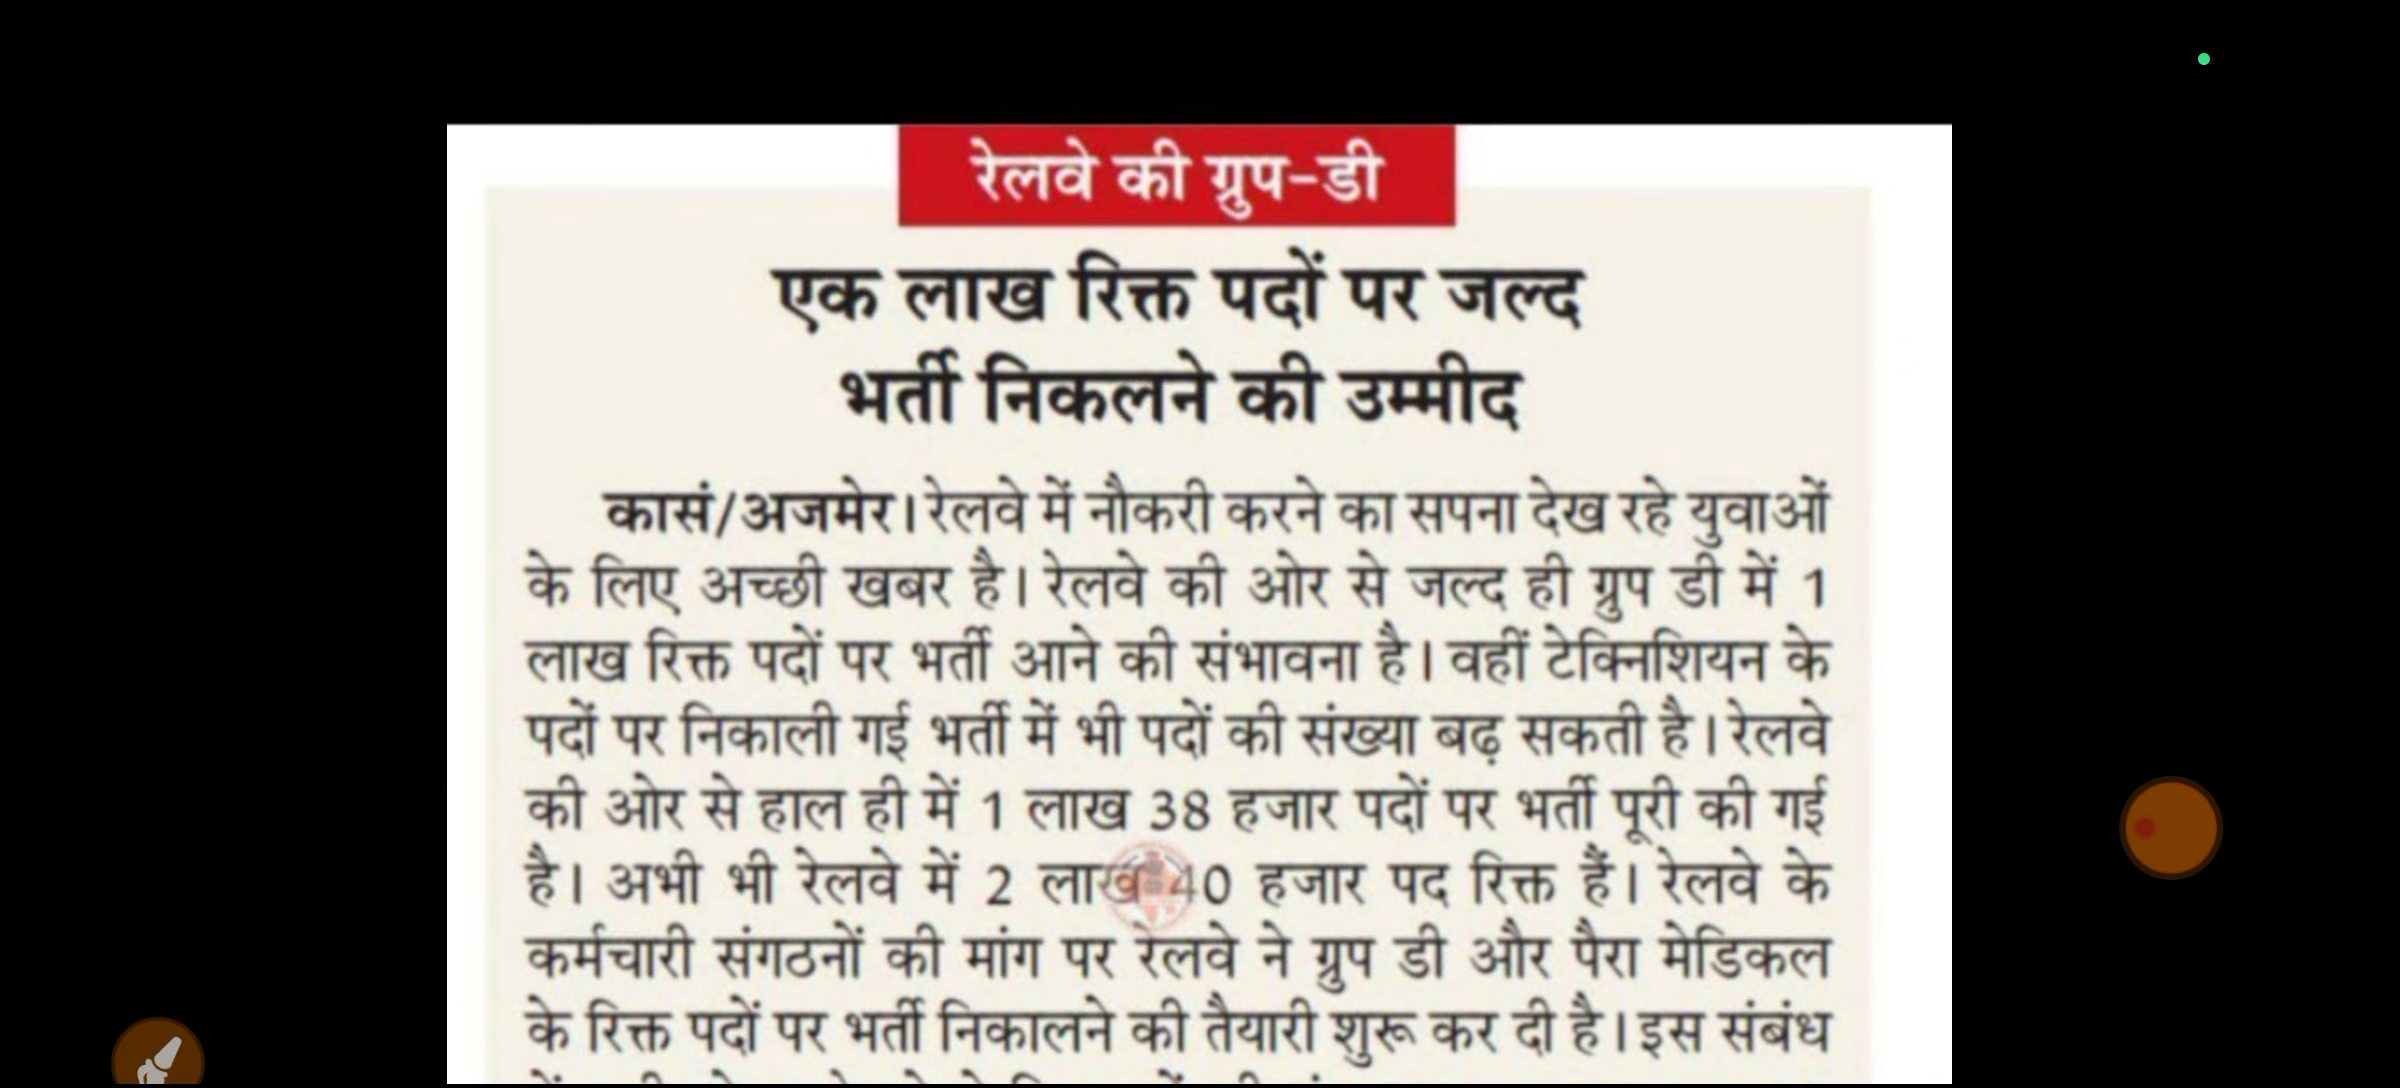 रेलवे की ग्रुप-डी
एक लाख रिक्त पदों पर जल्द
भर्ती निकलने की उम्मीद
कासं/अजमेर। रेलवे में नौकरी करने का सपना देख रहे युवाओं
के लिए अच्छी खबर है। रेलवे की ओर से जल्द ही ग्रुप डी में 1
लाख रिक्त पदों पर भर्ती आने की संभावना है। वहीं टेक्निशियन के
पदों पर निकाली गई भर्ती में भी पदों की संख्या बढ़ सकती है। रेलवे
की ओर से हाल ही में 1 लाख 38 हजार पदों पर भर्ती पूरी की गई
है। अभी भी रेलवे में 2 लाख 40 हजार पद रिक्त हैं। रेलवे के
कर्मचारी संगठनों की मांग पर रेलवे ने ग्रुप डी और पैरा मेडिकल
के रिक्त पदों पर भर्ती निकालने की तैयारी शुरू कर दी है। इस संबंध